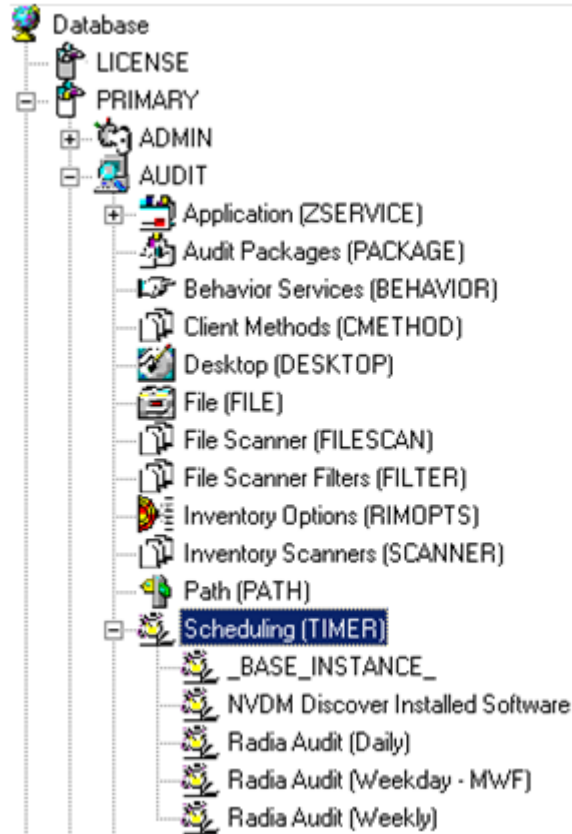 Database
LICENSE
PRIMARY
ADMIN
AUDIT
Application (ZSERVICE)
Audit Packages (PACKAGE)
Behavior Services (BEHAVIOR)
Client Methods (CMETHOD)
Desktop (DESKTOP)
File (FILE)
File Scanner (FILESCAN)
File Scanner Filters (FILTER)
Inventory Options (RIMOPTS)
Inventory Scanners (SCANNER)
Path (PATH)
Scheduling (TIMER)
_BASE_INSTANCE_
NVDM Discover Installed Software
Radia Audit (Daily)
Radia Audit (Weekday - MWF)
Radia Audit (Weekly)